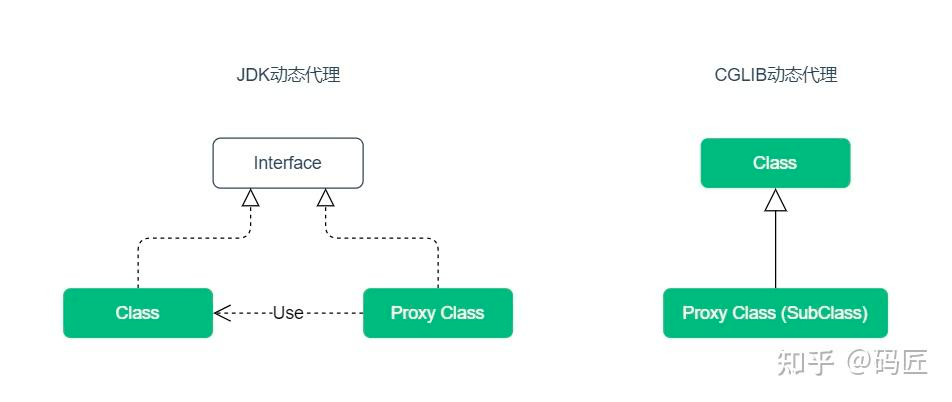 JDK动态代理
CGLIB动态代理
Interface
Class
Class
Use
Proxy Class
Proxy Class (SubClass)
知乎 @码匠